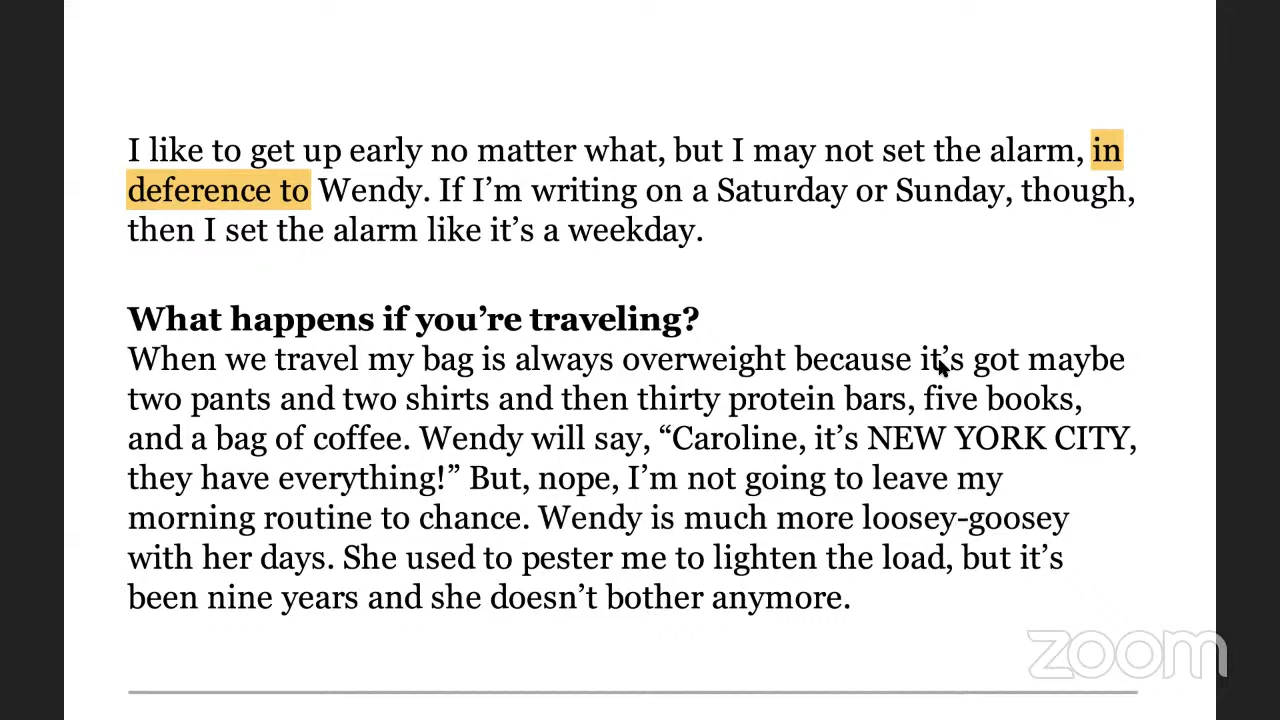 I like to get up early no matter what, but I may not set the alarm, in
deference to Wendy. If I’m writing on a Saturday or Sunday, though,
then I set the alarm like it’s a weekday.
What happens if you’re traveling?
When we travel my bag is always overweight because it’s got maybe
two pants and two shirts and then thirty protein bars, five books,
and a bag of coffee. Wendy will say, “Caroline, it’s NEW YORK CITY,
they have everything!” But, nope, I’m not going to leave my
morning routine to chance. Wendy is much more loosey-goosey
with her days. She used to pester me to lighten the load, but it’s
been nine years and she doesn’t bother anymore.
zoom